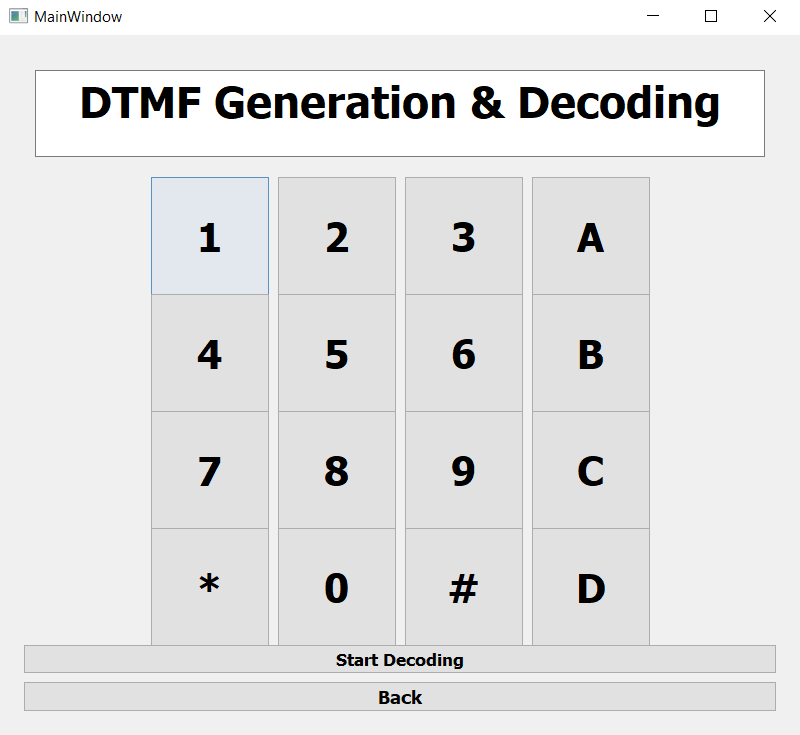 MainWindow
DTMF Generation & Decoding
1 2 3 A
4 5 6 B
7 8 9 C
* 0 # D
Start Decoding
Back